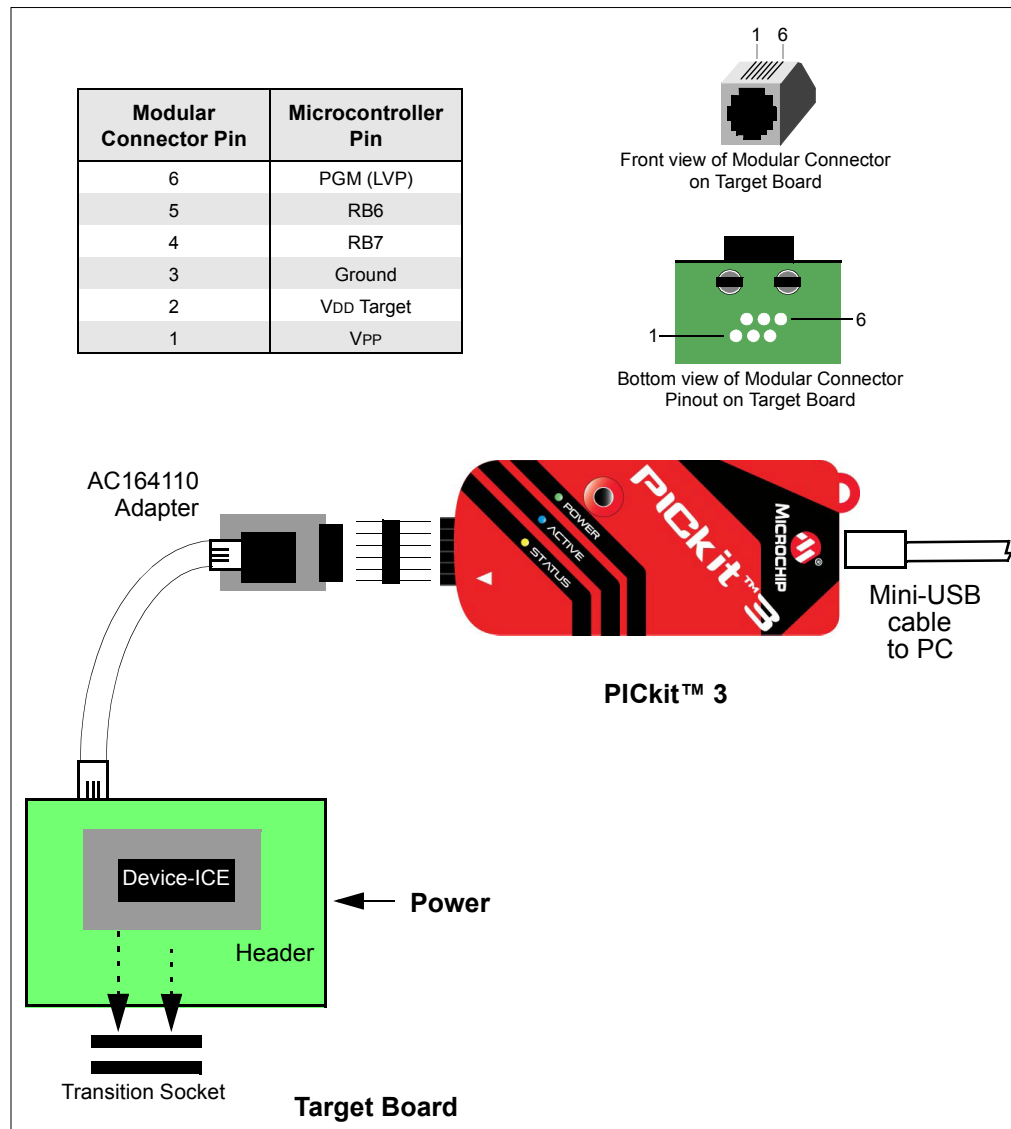 Modular Connector Pin Microcontroller Pin
6 PGM (LVP)
5 RB6
4 RB7
3 Ground
2 VDD Target
1 VPP
1 6
Front view of Modular Connector
on Target Board
1 6
Bottom view of Modular Connector
Pinout on Target Board
AC164110
Adapter
POWER
ACTIVE
STATUS
PICkit™ 3
MICROCHIP
®
Mini-USB
cable
to PC
PICkit™ 3
Device-ICE
Header
Power
Transition Socket
Target Board